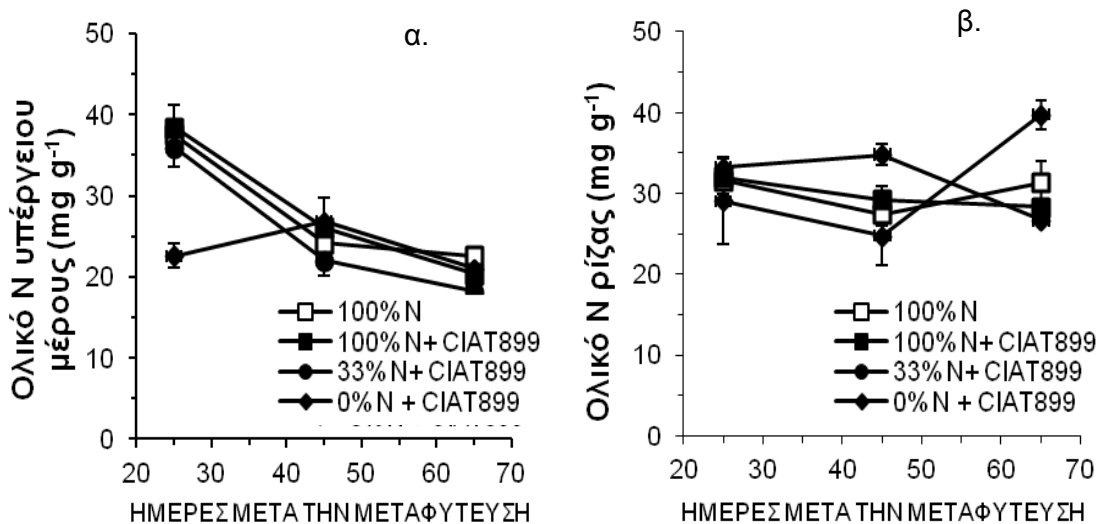 α.
Ολικό Ν υπέργειου
μέρους (mg g-1)
50
40
30
20
10
0
100% N
100% N+ CIAT899
33% N+ CIAT899
0% N + CIAT899
20 30 40 50 60 70
ΗΜΕΡΕΣ ΜΕΤΑ ΤΗΝ ΜΕΤΑΦΥΤΕΥΣΗ
β.
Ολικό Ν ρίζας (mg g-1)
50
40
30
20
10
0
100% N
100% N+ CIAT899
33% N+ CIAT899
0% N + CIAT899
20 30 40 50 60 70
ΗΜΕΡΕΣ ΜΕΤΑ ΤΗΝ ΜΕΤΑΦΥΤΕΥΣΗ